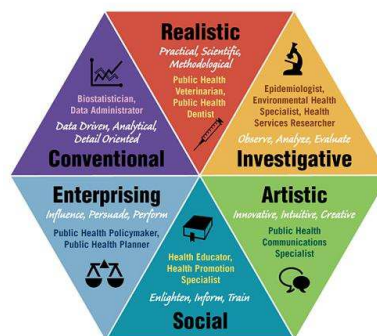 Realistic
Practical, Scientific,
Methodological
Public Health
Veterinarian,
Public Health
Dentist
Biostatistician,
Data Administrator
Data Driven, Analytical,
Detail Oriented
Conventional
Epidemiologist,
Environmental Health
Specialist, Health
Services Researcher
Observe, Analyze, Evaluate
Investigative
Enterprising
Influence, Persuade, Perform
Public Health Policymaker,
Public Health Planner
Artistic
Innovative, Intuitive, Creative
Public Health
Communications
Specialist
Health Educator,
Health Promotion
Specialist
Enlighten, Inform, Train
Social